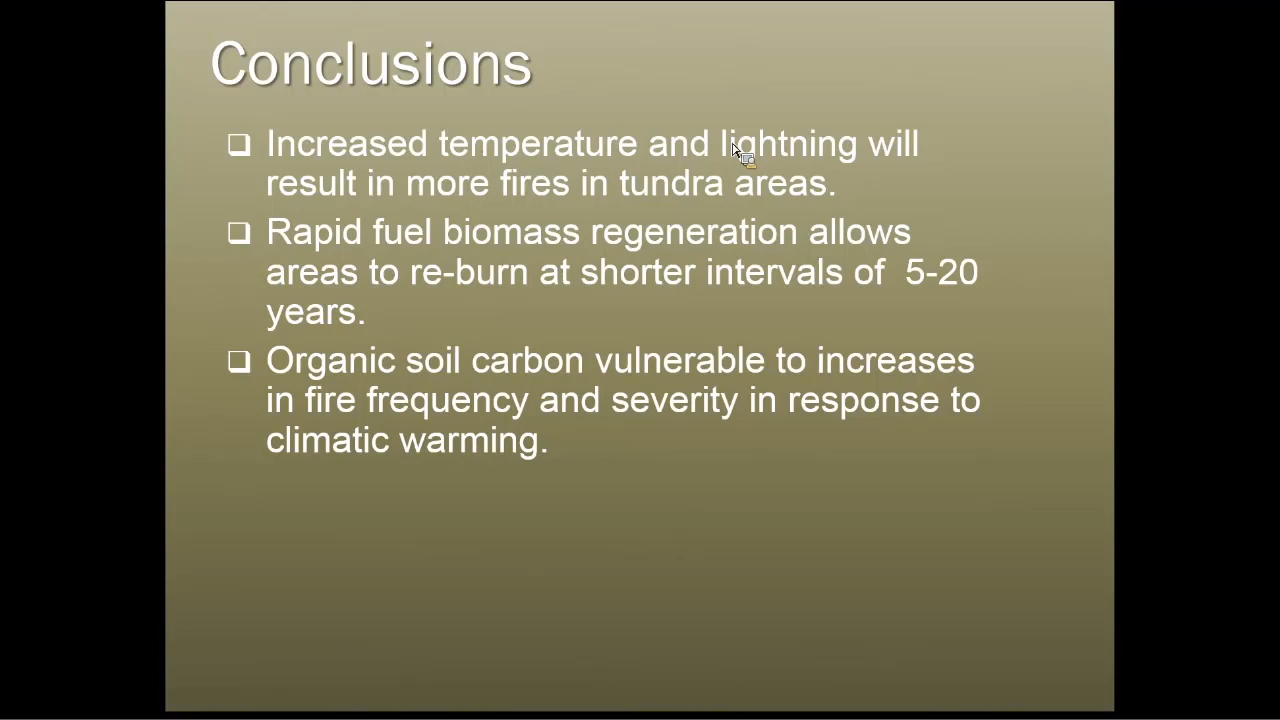 Conclusions
Increased temperature and lightning will
result in more fires in tundra areas.
Rapid fuel biomass regeneration allows
areas to re-burn at shorter intervals of  5-20
years.
Organic soil carbon vulnerable to increases
in fire frequency and severity in response to
climatic warming.